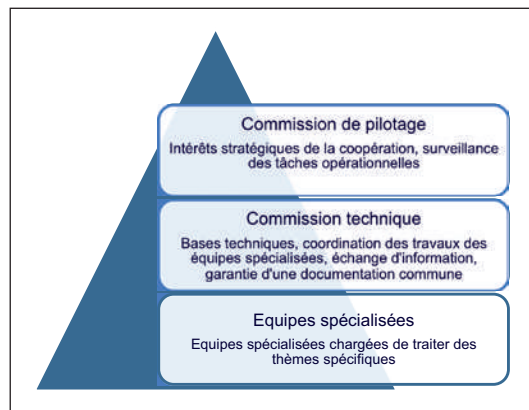 Commission de pilotage
Intérêts stratégiques de la coopération, surveillance
des tâches opérationnelles
Commission technique
Bases techniques, coordination des travaux des
équipes spécialisées, échange d'information,
garantie d'une documentation commune
Equipes spécialisées
Equipes spécialisées chargées de traiter des
thèmes spécifiques